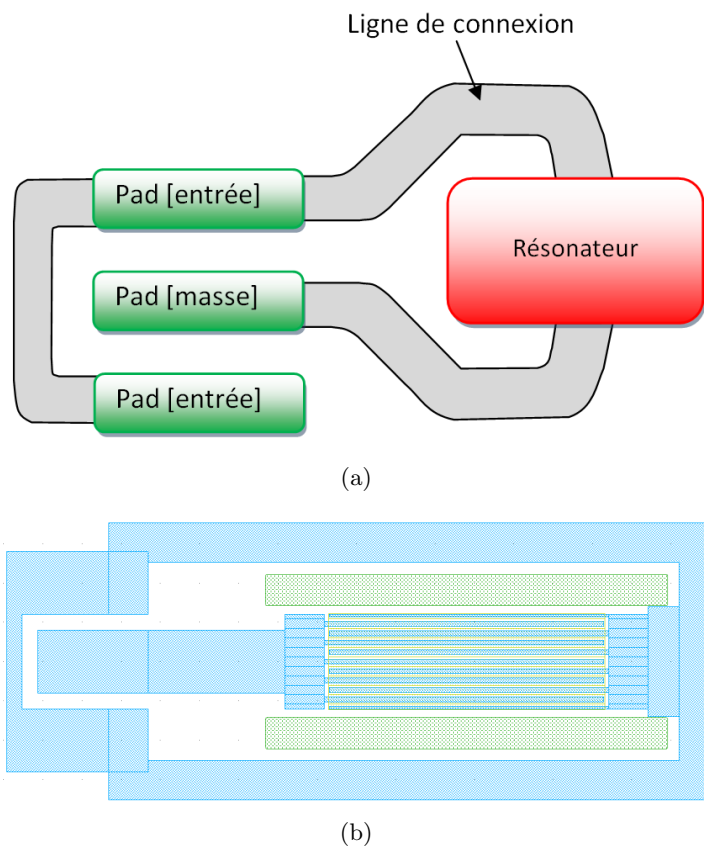 Ligne de connexion
Pad [entrée]
Résonateur
Pad [masse]
Pad [entrée]
(a)
(b)